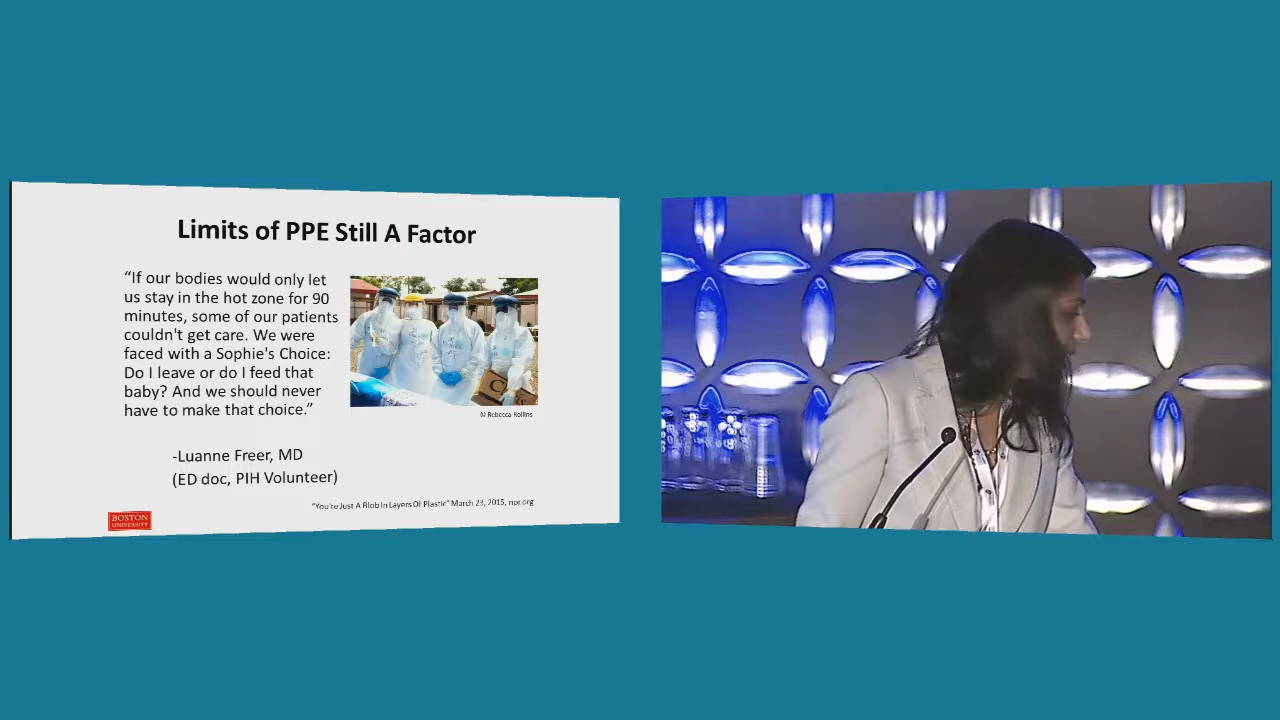 Limits of PPE Still A Factor
“If our bodies would only let
us stay in the hot zone for 90
minutes, some of our patients
couldn't get care. We were
faced with a Sophie's Choice:
Do I leave or do I feed that
baby? And we should never
have to make that choice.”
© Rebecca Rollins
-Luanne Freer, MD
(ED doc, PIH Volunteer)
“You're Just A Blob In Layers Of Plastic” March 23, 2015, npr.org
BOSTON
UNIVERSITY